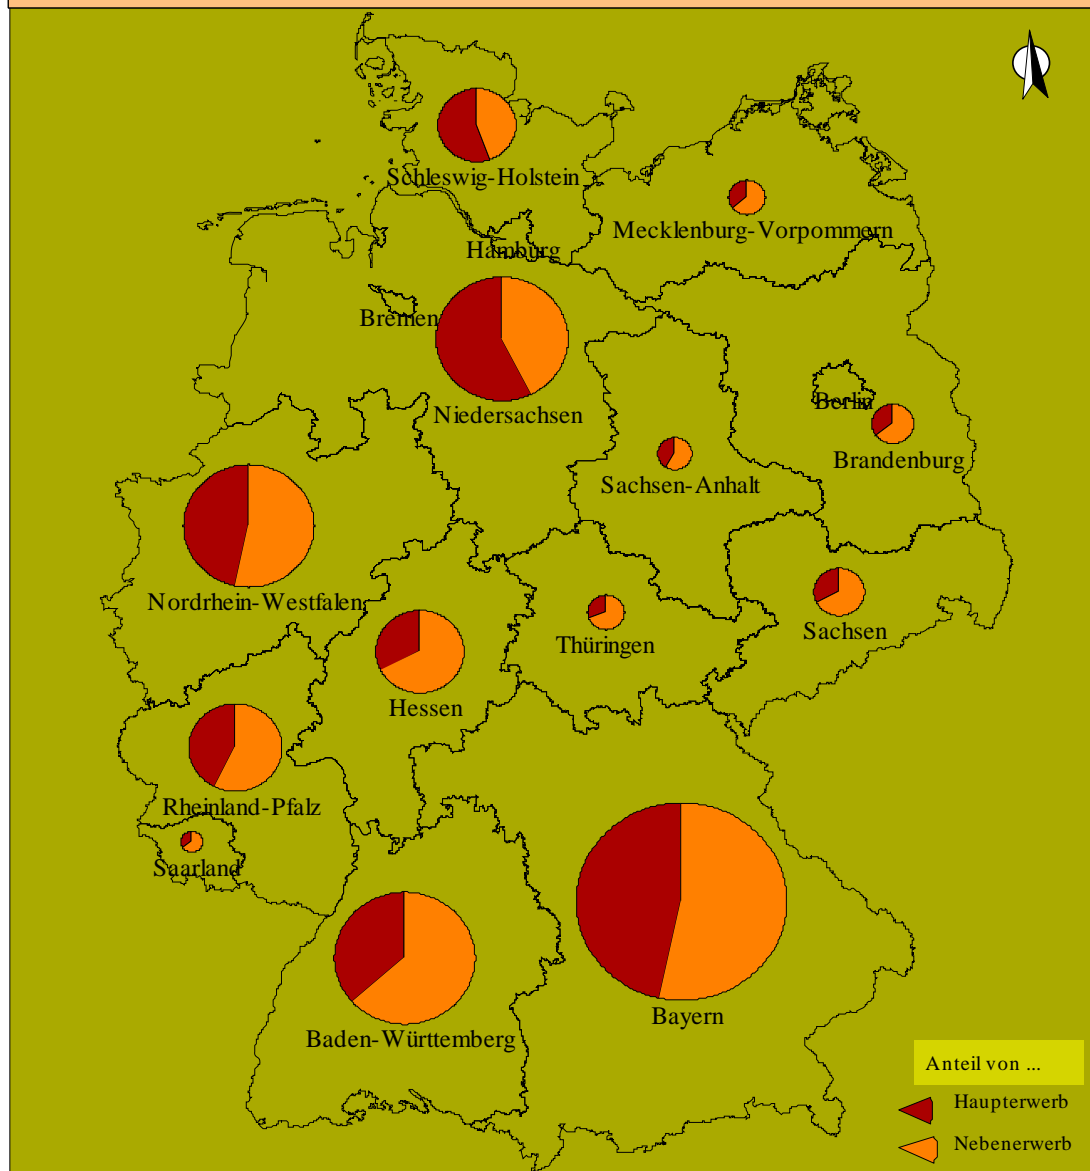 Schleswig-Holstein
Mecklenburg-Vorpommern
Hamburg
Bremen
Niedersachsen
Berlin
Brandenburg
Sachsen-Anhalt
Nordrhein-Westfalen
Sachsen
Thüringen
Hessen
Rheinland-Pfalz
Saarland
Bayern
Baden-Württemberg
Anteil von ...
Haupterwerb
Nebenerwerb